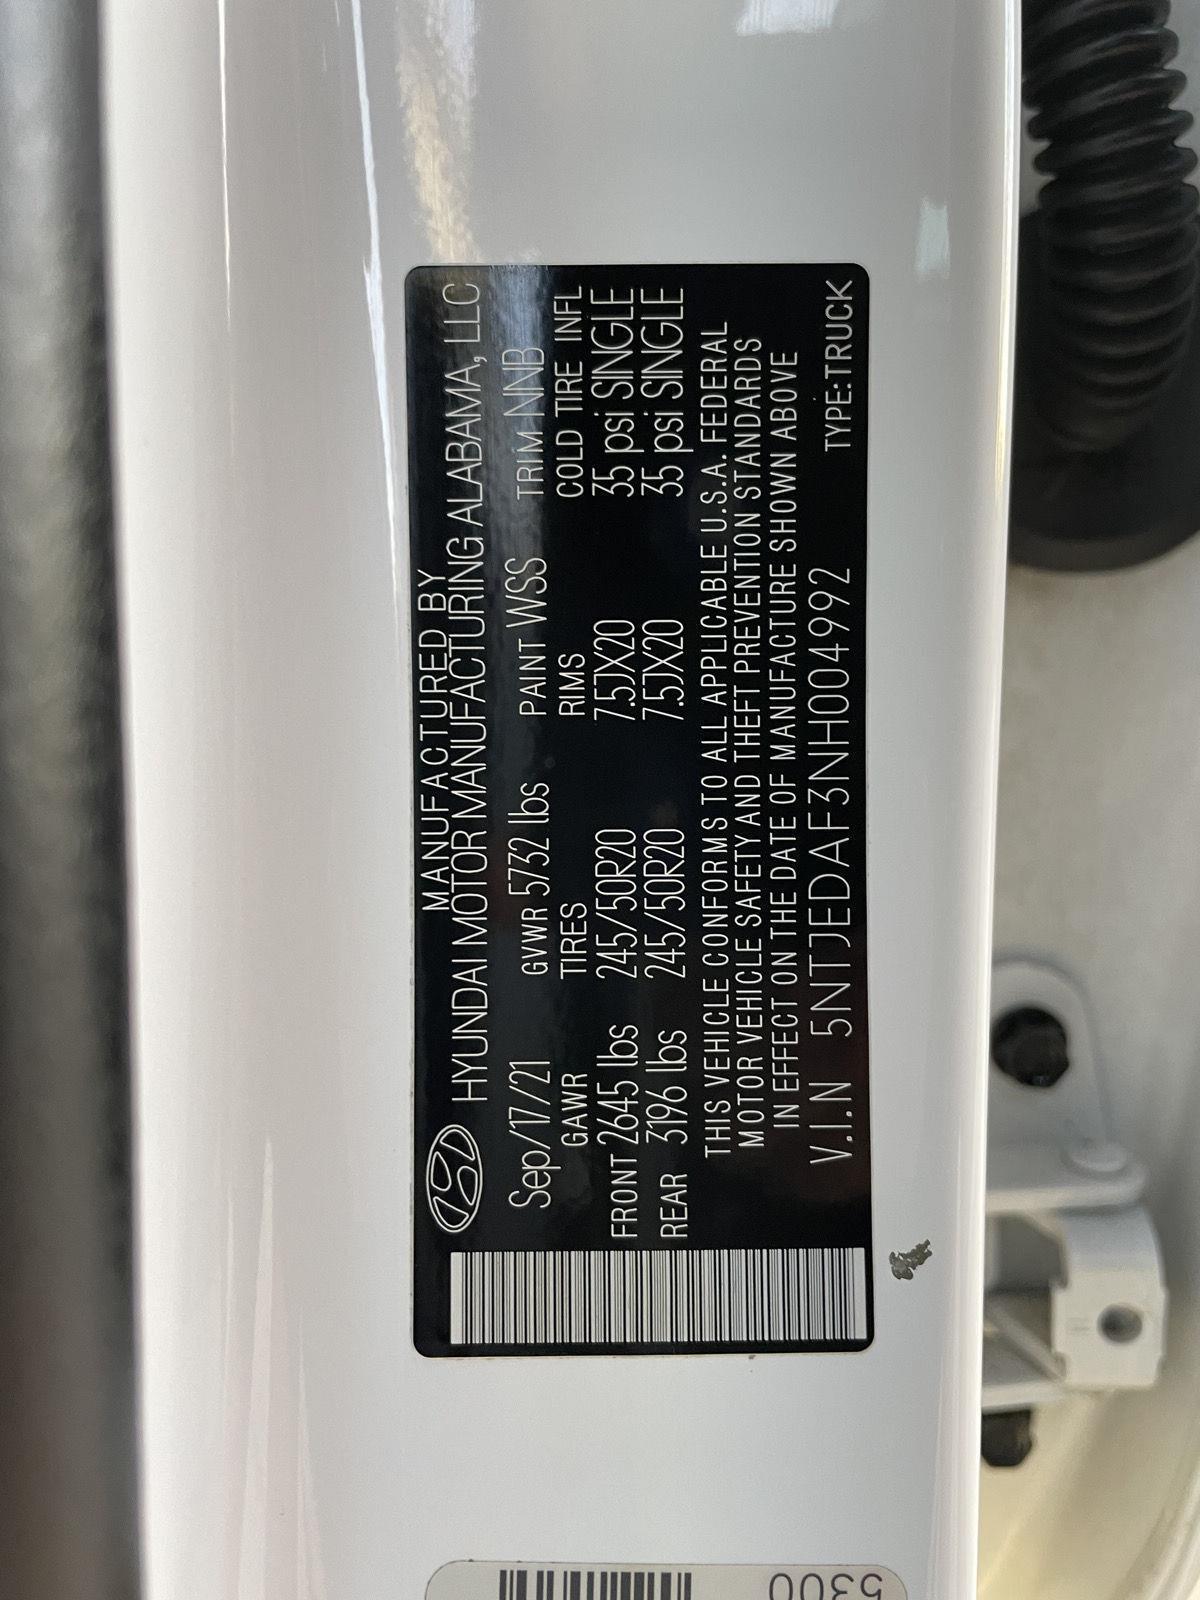 MANUFACTURED BY
HYUNDAI MOTOR MANUFACTURING ALABAMA, LLC
Sep/17/21 GVWR 5732 lbs PAINT WSS TRIM NNB
GAWR TIRES RIMS COLD TIRE INFL
FRONT 2645 lbs 245/50R20 7.5JX20 35 psi SINGLE
REAR 3196 lbs 245/50R20 7.5JX20 35 psi SINGLE
THIS VEHICLE CONFORMS TO ALL APPLICABLE U.S.A. FEDERAL
MOTOR VEHICLE SAFETY AND THEFT PREVENTION STANDARDS
IN EFFECT ON THE DATE OF MANUFACTURE SHOWN ABOVE
V.I.N 5NTJEDAF3NH004992 TYPE:TRUCK
5300